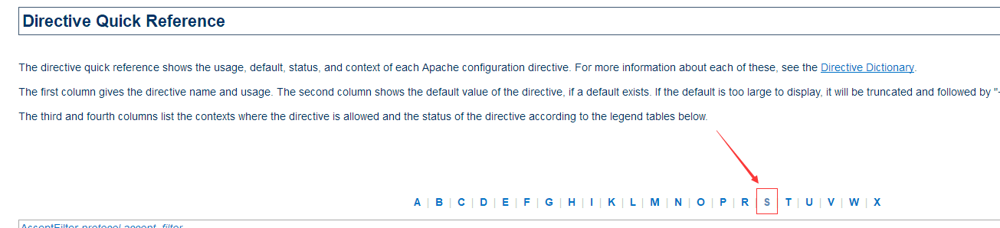 Directive Quick Reference
The directive quick reference shows the usage, default, status, and context of each Apache configuration directive. For more information about each of these, see the Directive Dictionary.
The first column gives the directive name and usage. The second column shows the default value of the directive, if a default exists. If the default is too large to display, it will be truncated and followed by "
The third and fourth columns list the contexts where the directive is allowed and the status of the directive according to the legend tables below.
A | B | C | D | E | F | G | H | I | K | L | M | N | O | P | R | S | T | U | V | W | X
AcceptFilter protocol accept_filter